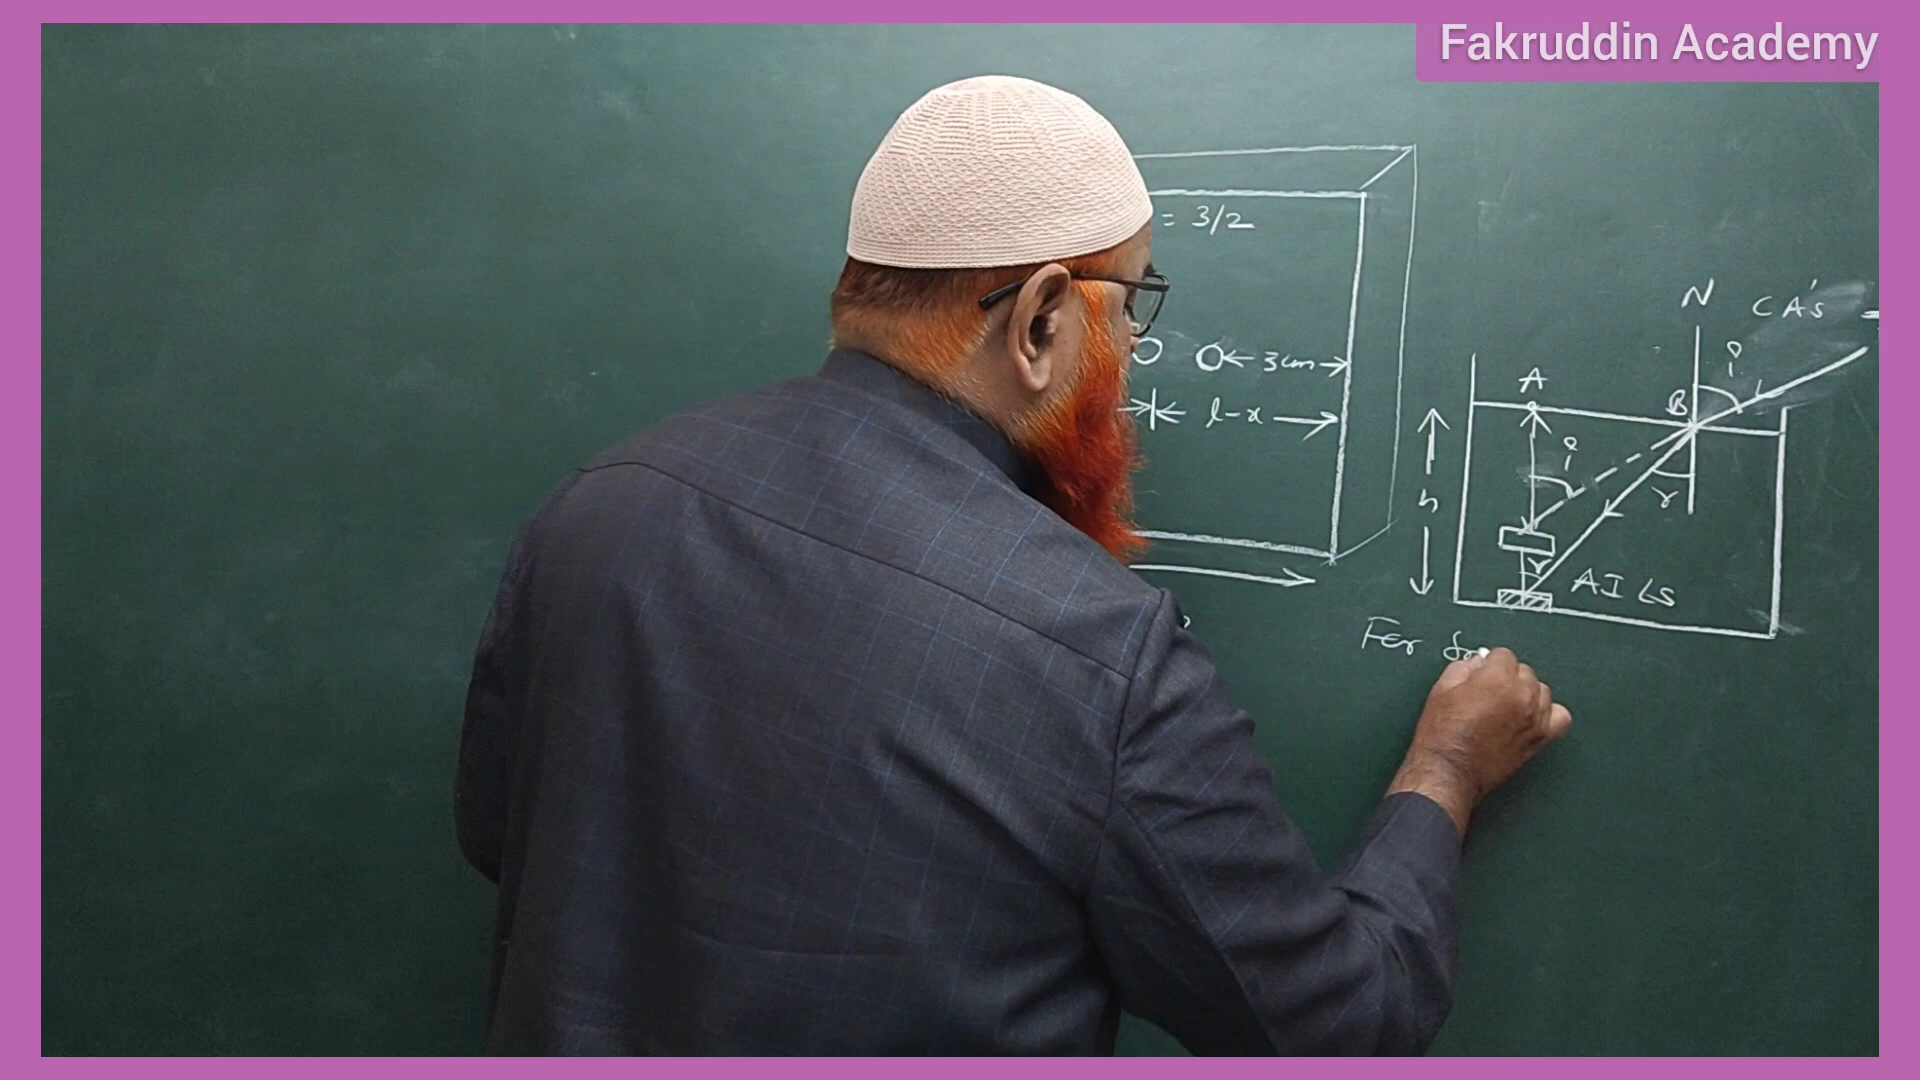 Fakruddin Academy
= 3/2
3cm
l-x
N
CA's
i
A
B
i
h
r
r
AI Ls
For